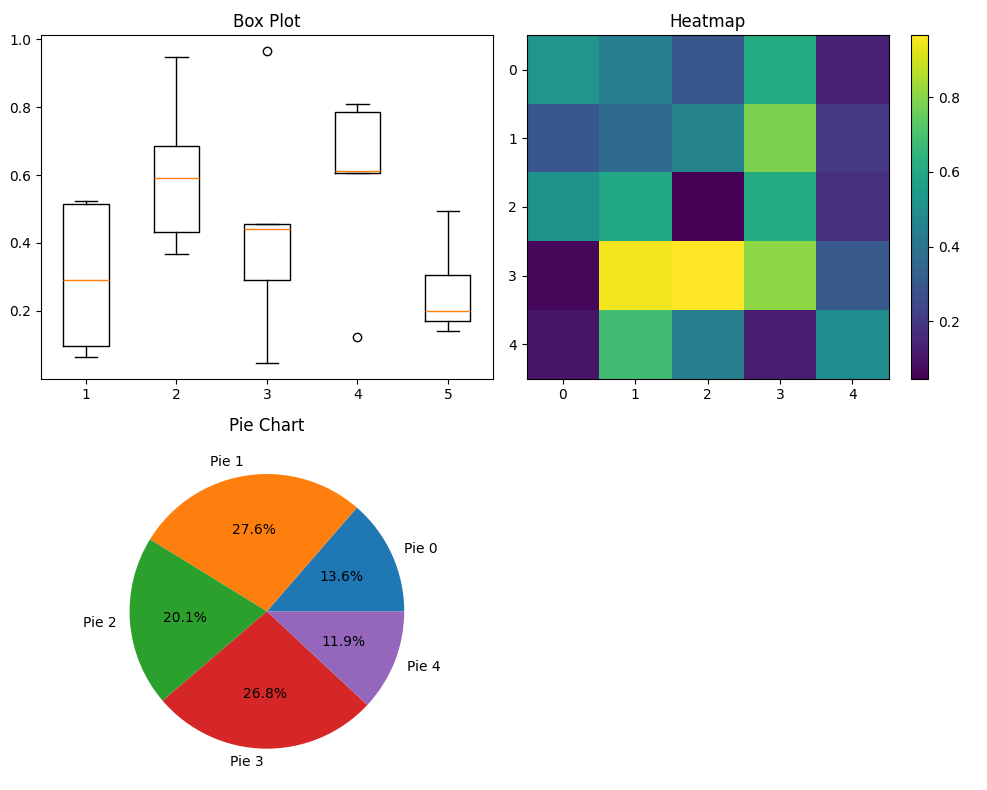 Box Plot
1.0
0.8
0.6
0.4
0.2
1 2 3 4 5
Heatmap
0
1
2
3
4
0 1 2 3 4
0.8
0.6
0.4
0.2
Pie Chart
Pie 1
27.6%
Pie 0
13.6%
20.1%
Pie 2
11.9%
Pie 4
26.8%
Pie 3